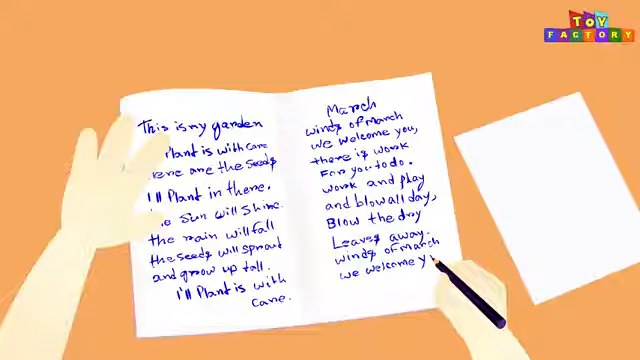 TOY
FACTORY
This is my garden
Plant is with care
ere are the seeds
I'll Plant in there.
he Sun will shine.
the rain will fall
the seeds will sprout
and grow up tall.
I'll Plant is with
care.
March
winds of March
we welcome you,
there is work
For you to do.
work and play
and blow all day,
Blow the dry
Leaves away.
winds of March
we welcome y